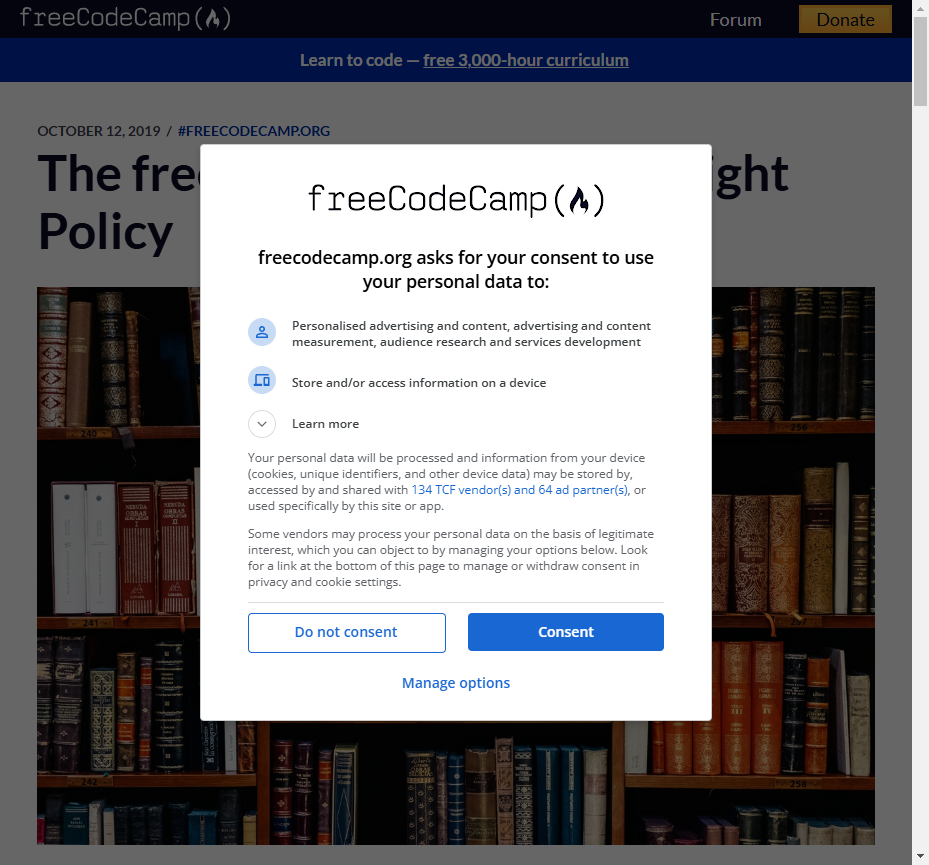 freeCodeCamp
Forum
Donate
Learn to code — free 3,000-hour curriculum
OCTOBER 12, 2019 / #FREECODECAMP.ORG
The
ight
Policy
freeCodeCamp
freecodecamp.org asks for your consent to use
your personal data to:
Personalised advertising and content, advertising and content
measurement, audience research and services development
Store and/or access information on a device
Learn more
Your personal data will be processed and information from your device
(cookies, unique identifiers, and other device data) may be stored by,
accessed by and shared with 134 TCF vendor(s) and 64 ad partner(s), or
used specifically by this site or app.
Some vendors may process your personal data on the basis of legitimate
interest, which you can object to by managing your options below. Look
for a link at the bottom of this page to manage or withdraw consent in
privacy and cookie settings.
Do not consent
Consent
Manage options
240
256
NERUDA OBRAS
NERUDA OBRAS
241
257
242
258